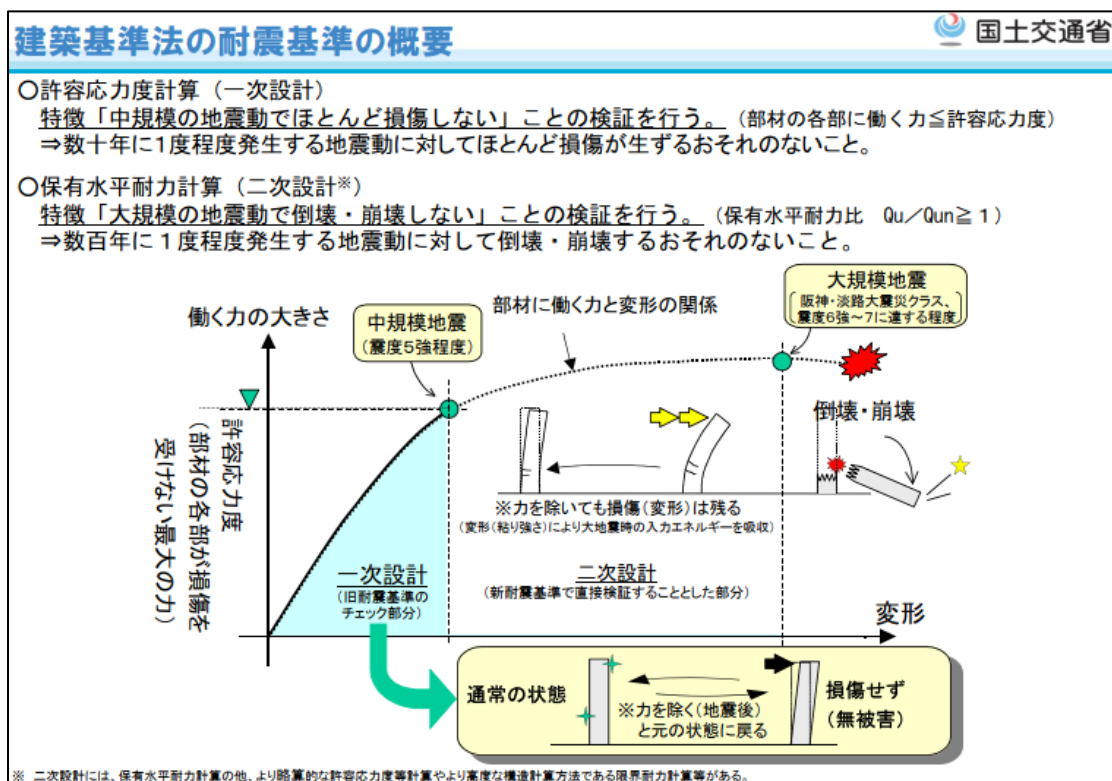 建築基準法の耐震基準の概要
国土交通省
〇許容応力度計算（一次設計）
特徴「中規模の地震動でほとんど損傷しない」ことの検証を行う。（部材の各部に働く力≦許容応力度）
⇒数十年に１度程度発生する地震動に対してほとんど損傷が生ずるおそれのないこと。
〇保有水平耐力計算（二次設計※）
特徴「大規模の地震動で倒壊・崩壊しない」ことの検証を行う。（保有水平耐力比　Qu／Qun≧１）
⇒数百年に１度程度発生する地震動に対して倒壊・崩壊するおそれのないこと。
働く力の大きさ
中規模地震
（震度５強程度）
部材に働く力と変形の関係
大規模地震
阪神・淡路大震災クラス、
震度６強～７に達する程度
許容応力度
（部材の各部が損傷を
受けない最大の力）
倒壊・崩壊
※力を除いても損傷（変形）は残る
（変形（粘り強さ）により大地震時の入力エネルギーを吸収）
一次設計
（旧耐震基準の
チェック部分）
二次設計
（新耐震基準で直接検証することとした部分）
変形
通常の状態
※力を除く（地震後）
と元の状態に戻る
損傷せず
（無被害）
※　二次設計には、保有水平耐力計算の他、より略算的な許容応力度等計算やより高度な構造計算方法である限界耐力計算等がある。